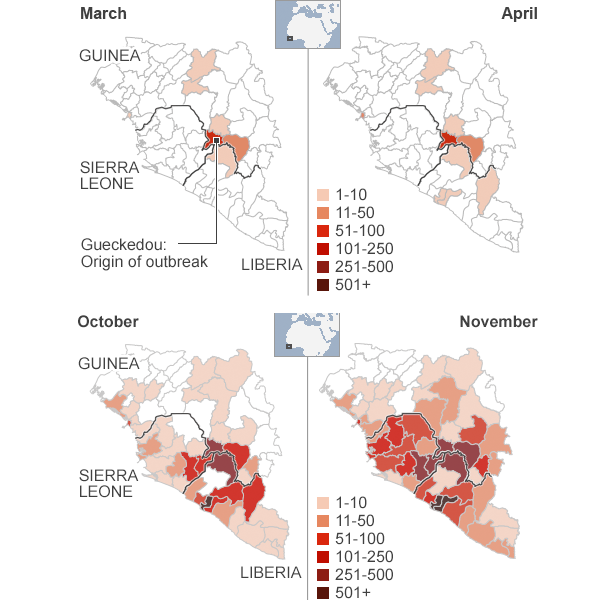 March
April
GUINEA
SIERRA
LEONE
Gueckedou:
Origin of outbreak
LIBERIA
1-10
11-50
51-100
101-250
251-500
501+
October
November
GUINEA
SIERRA
LEONE
LIBERIA
1-10
11-50
51-100
101-250
251-500
501+